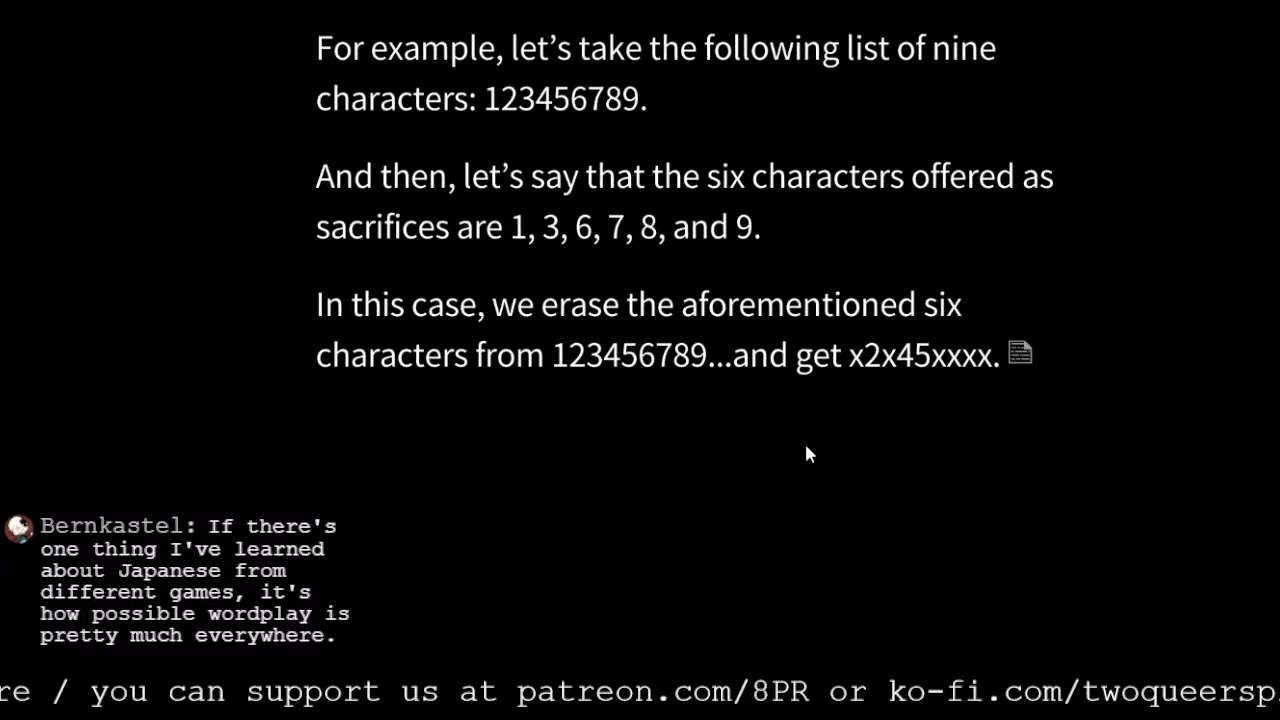 For example, let’s take the following list of nine
characters: 123456789.
And then, let’s say that the six characters offered as
sacrifices are 1, 3, 6, 7, 8, and 9.
In this case, we erase the aforementioned six
characters from 123456789...and get x2x45xxxx.
Bernkastel: If there's
one thing I've learned
about Japanese from
different games, it's
how possible wordplay is
pretty much everywhere.
re / you can support us at patreon.com/8PR or ko-fi.com/twoqueersp